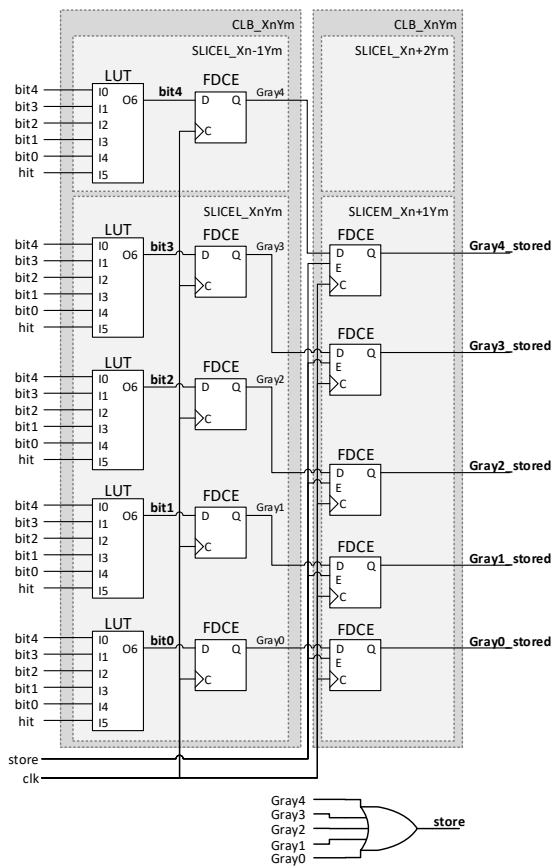 CLB_XnYm
CLB_XnYm
SLICEL_Xn-1Ym
SLICEL_Xn+2Ym
LUT
FDCE
bit4
bit3
bit2
bit1
bit0
hit
I0
I1
I2
I3
I4
I5
O6
bit4
D
Q
C
Gray4
SLICEL_XnYm
SLICEM_Xn+1Ym
LUT
FDCE
FDCE
bit4
bit3
bit2
bit1
bit0
hit
I0
I1
I2
I3
I4
I5
O6
bit3
D
Q
C
Gray3
D
Q
E
C
Gray4_stored
LUT
FDCE
FDCE
bit4
bit3
bit2
bit1
bit0
hit
I0
I1
I2
I3
I4
I5
O6
bit2
D
Q
C
Gray2
D
Q
E
C
Gray3_stored
LUT
FDCE
FDCE
bit4
bit3
bit2
bit1
bit0
hit
I0
I1
I2
I3
I4
I5
O6
bit1
D
Q
C
Gray1
D
Q
E
C
Gray2_stored
FDCE
D
Q
E
C
Gray1_stored
LUT
FDCE
FDCE
bit4
bit3
bit2
bit1
bit0
hit
I0
I1
I2
I3
I4
I5
O6
bit0
D
Q
C
Gray0
D
Q
E
C
Gray0_stored
store
clk
Gray4
Gray3
Gray2
Gray1
Gray0
store